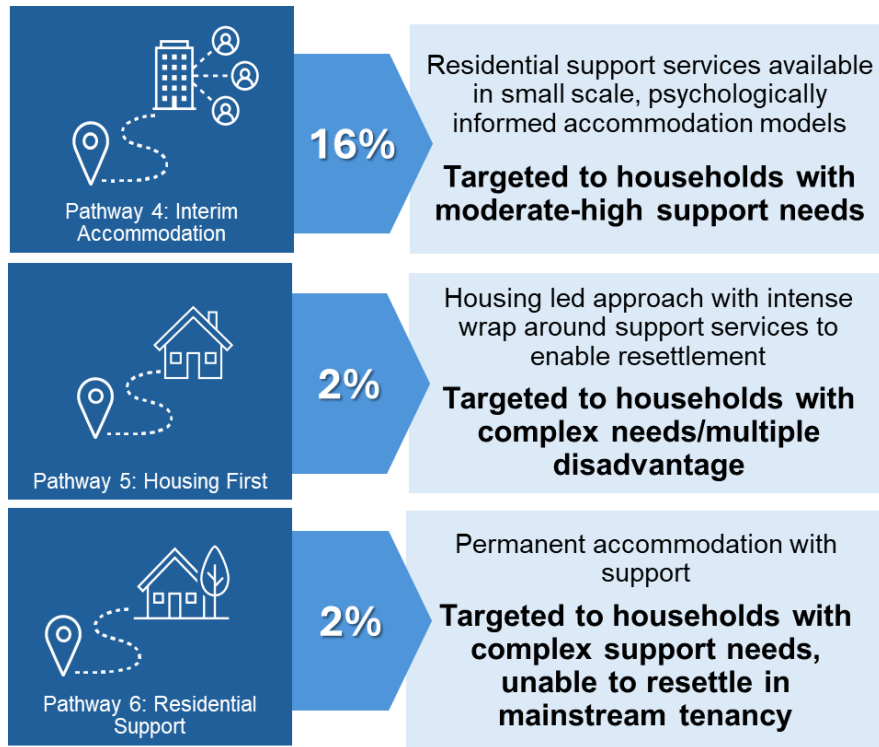 Pathway 4: Interim
Accommodation
16%
Residential support services available
in small scale, psychologically
informed accommodation models
Targeted to households with
moderate-high support needs
Pathway 5: Housing First
2%
Housing led approach with intense
wrap around support services to
enable resettlement
Targeted to households with
complex needs/multiple
disadvantage
Pathway 6: Residential
Support
2%
Permanent accommodation with
support
Targeted to households with
complex support needs,
unable to resettle in
mainstream tenancy